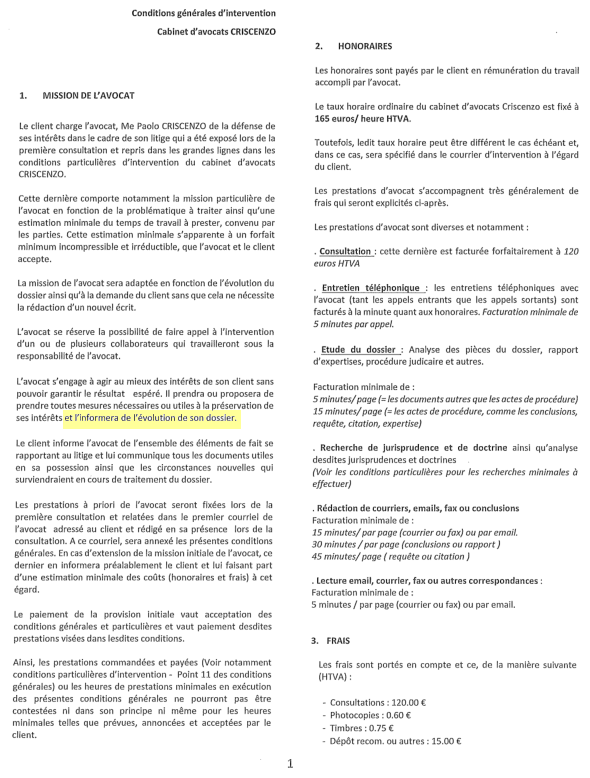 Conditions générales d'intervention
Cabinet d'avocats CRISCENZO
1. MISSION DE L'AVOCAT
Le client charge l'avocat, Me Paolo CRISCENZO de la défense de
ses intérêts dans le cadre de son litige qui a été exposé lors de la
première consultation et repris dans les grandes lignes dans les
conditions particulières d'intervention du cabinet d'avocats
CRISCENZO.
Cette dernière comporte notamment la mission particulière de
l'avocat en fonction de la problématique à traiter ainsi qu'une
estimation minimale du temps de travail à prester, convenu par
les parties. Cette estimation minimale s'apparente à un forfait
minimum incompressible et irréductible, que l'avocat et le client
accepte.
La mission de l'avocat sera adaptée en fonction de l'évolution du
dossier ainsi qu'à la demande du client sans que cela ne nécessite
la rédaction d'un nouvel écrit.
L'avocat se réserve la possibilité de faire appel à l'intervention
d'un ou de plusieurs collaborateurs qui travailleront sous la
responsabilité de l'avocat.
L'avocat s'engage à agir au mieux des intérêts de son client sans
pouvoir garantir le résultat espéré. Il prendra ou proposera de
prendre toutes mesures nécessaires ou utiles à la préservation de
ses intérêts et l'informera de l'évolution de son dossier.
Le client informe l'avocat de l'ensemble des éléments de fait se
rapportant au litige et lui communique tous les documents utiles
en sa possession ainsi que les circonstances nouvelles qui
surviendraient en cours de traitement du dossier.
Les prestations à priori de l'avocat seront fixées lors de la
première consultation et relatées dans le premier courriel de
l'avocat adressé au client et rédigé en sa présence lors de la
consultation. A ce courriel, sera annexé les présentes conditions
générales. En cas d'extension de la mission initiale de l'avocat, ce
dernier en informera préalablement le client et lui faisant part
d'une estimation minimale des coûts (honoraires et frais) à cet
égard.
Le paiement de la provision initiale vaut acceptation des
conditions générales et particulières et vaut paiement desdites
prestations visées dans lesdites conditions.
Ainsi, les prestations commandées et payées (Voir notamment
conditions particulières d'intervention - Point 11 des conditions
générales) ou les heures de prestations minimales en exécution
des présentes conditions générales ne pourront pas être
contestées ni dans son principe ni même pour les heures
minimales telles que prévues, annoncées et acceptées par le
client.
2. HONORAIRES
Les honoraires sont payés par le client en rémunération du travail
accompli par l'avocat.
Le taux horaire ordinaire du cabinet d'avocats Criscenzo est fixé à
165 euros/ heure HTVA.
Toutefois, ledit taux horaire peut être différent le cas échéant et,
dans ce cas, sera spécifié dans le courrier d'intervention à l'égard
du client.
Les prestations d'avocat s'accompagnent très généralement de
frais qui seront explicités ci-après.
Les prestations d'avocat sont diverses et notamment :
. Consultation : cette dernière est facturée forfaitairement à 120
euros HTVA
. Entretien téléphonique : les entretiens téléphoniques avec
l'avocat (tant les appels entrants que les appels sortants) sont
facturés à la minute quant aux honoraires. Facturation minimale de
5 minutes par appel.
. Etude du dossier : Analyse des pièces du dossier, rapport
d'expertises, procédure judiciaire et autres.
Facturation minimale de :
5 minutes/ page (= les documents autres que les actes de procédure)
15 minutes/ page (= les actes de procédure, comme les conclusions,
requête, citation, expertise)
. Recherche de jurisprudence et de doctrine ainsi qu'analyse
desdites jurisprudences et doctrines
(Voir les conditions particulières pour les recherches minimales à
effectuer)
. Rédaction de courriers, emails, fax ou conclusions
Facturation minimale de :
15 minutes/ par page (courrier ou fax) ou par email.
30 minutes / par page (conclusions ou rapport )
45 minutes/ page ( requête ou citation )
. Lecture email, courrier, fax ou autres correspondances :
Facturation minimale de :
5 minutes / par page (courrier ou fax) ou par email.
3. FRAIS
Les frais sont portés en compte et ce, de la manière suivante
(HTVA) :
- Consultations : 120.00 €
- Photocopies : 0.60 €
- Timbres : 0.75 €
- Dépôt recom. ou autres : 15.00 €
1